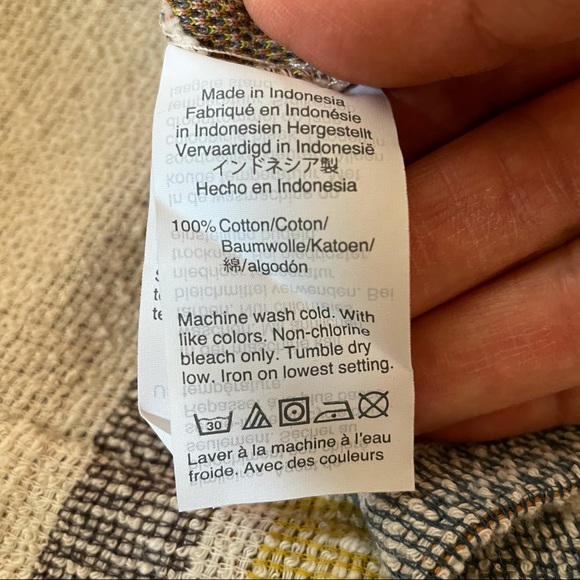 Made in Indonesia
Fabriqué en Indonésie
in Indonesien Hergestellt
Vervaardigd in Indonesië
インドネシア製
Hecho en Indonesia
100% Cotton/Coton/
Baumwolle/Katoen/
綿/algodón
Machine wash cold. With
like colors. Non-chlorine
bleach only. Tumble dry
low. Iron on lowest setting.
30
Laver à la machine à l'eau
froide. Avec des couleurs